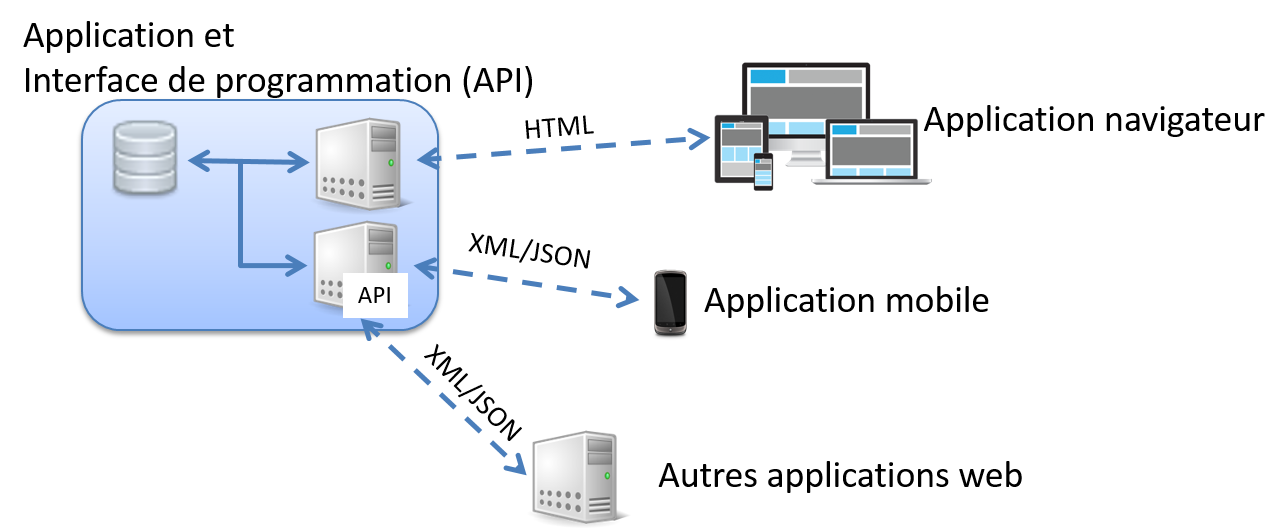 Application et
Interface de programmation (API)
HTML
Application navigateur
XML/JSON
API
Application mobile
XML/JSON
Autres applications web